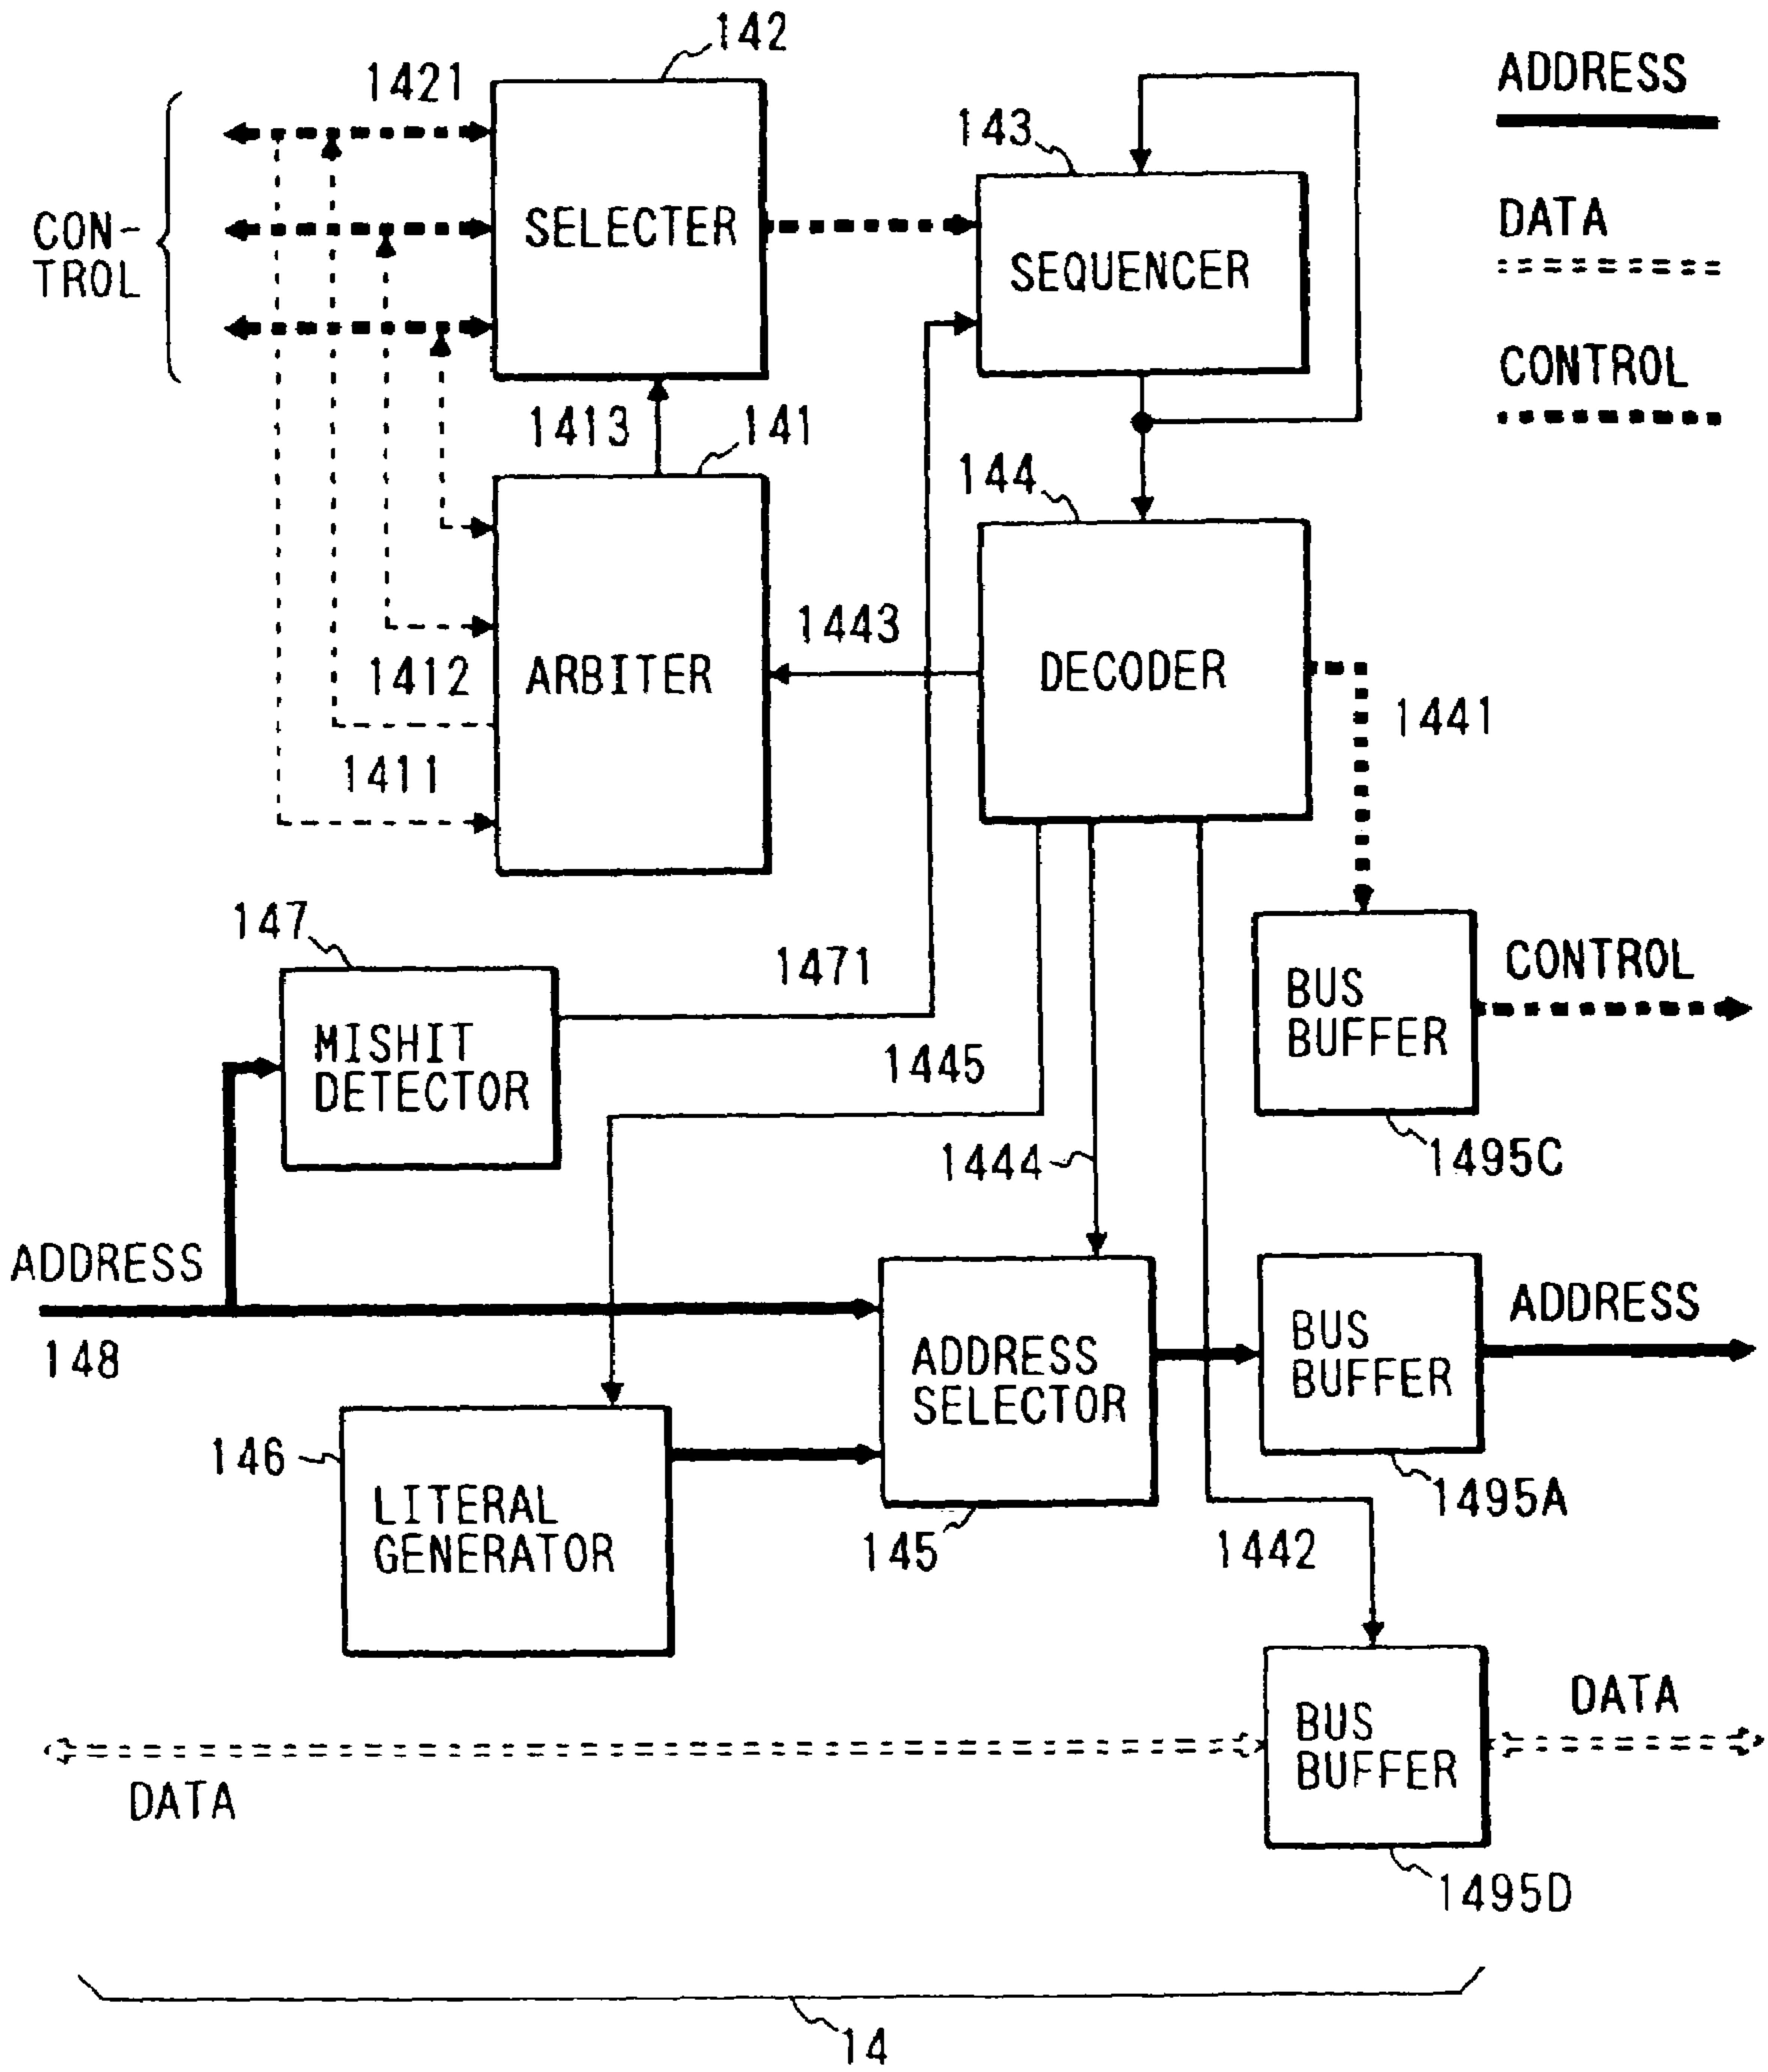 142
1421
ADDRESS
143
DATA
CON-
TROL
SELECTER
SEQUENCER
CONTROL
1413
141
144
1443
1412
ARBITER
DECODER
1441
1411
147
1471
CONTROL
BUS
BUFFER
MISHIT
DETECTOR
1445
1444
1495C
ADDRESS
148
ADDRESS
BUS
BUFFER
ADDRESS
SELECTOR
146
1495A
LITERAL
GENERATOR
145
1442
DATA
BUS
BUFFER
DATA
1495D
14